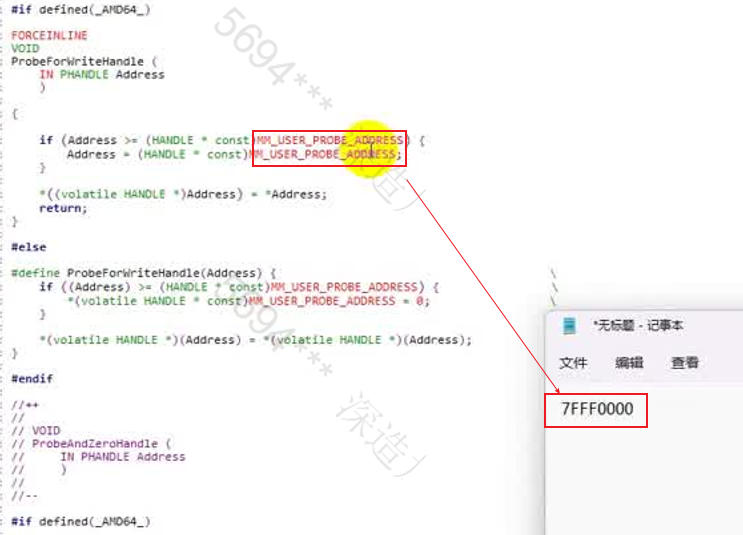 #if defined(_AMD64_)
FORCEINLINE
VOID
ProbeForWriteHandle (
    IN PHANDLE Address
    )
{
    if (Address >= (HANDLE * const)MM_USER_PROBE_ADDRESS) {
        Address = (HANDLE * const)MM_USER_PROBE_ADDRESS;
    }
    *((volatile HANDLE *)Address) = *Address;
    return;
}
#else
#define ProbeForWriteHandle(Address) {                                       \
    if ((Address) >= (HANDLE * const)MM_USER_PROBE_ADDRESS) {                \
        *(volatile HANDLE * const)MM_USER_PROBE_ADDRESS = 0;                 \
    }
    *(volatile HANDLE *)(Address) = *(volatile HANDLE *)(Address);
}
#endif
//++
//
// VOID
// ProbeAndZeroHandle (
//     IN PHANDLE Address
//     )
//
//--
#if defined(_AMD64_)
*无标题 - 记事本
文件 编辑 查看
7FFF0000
5694***
深造
5694***
深造